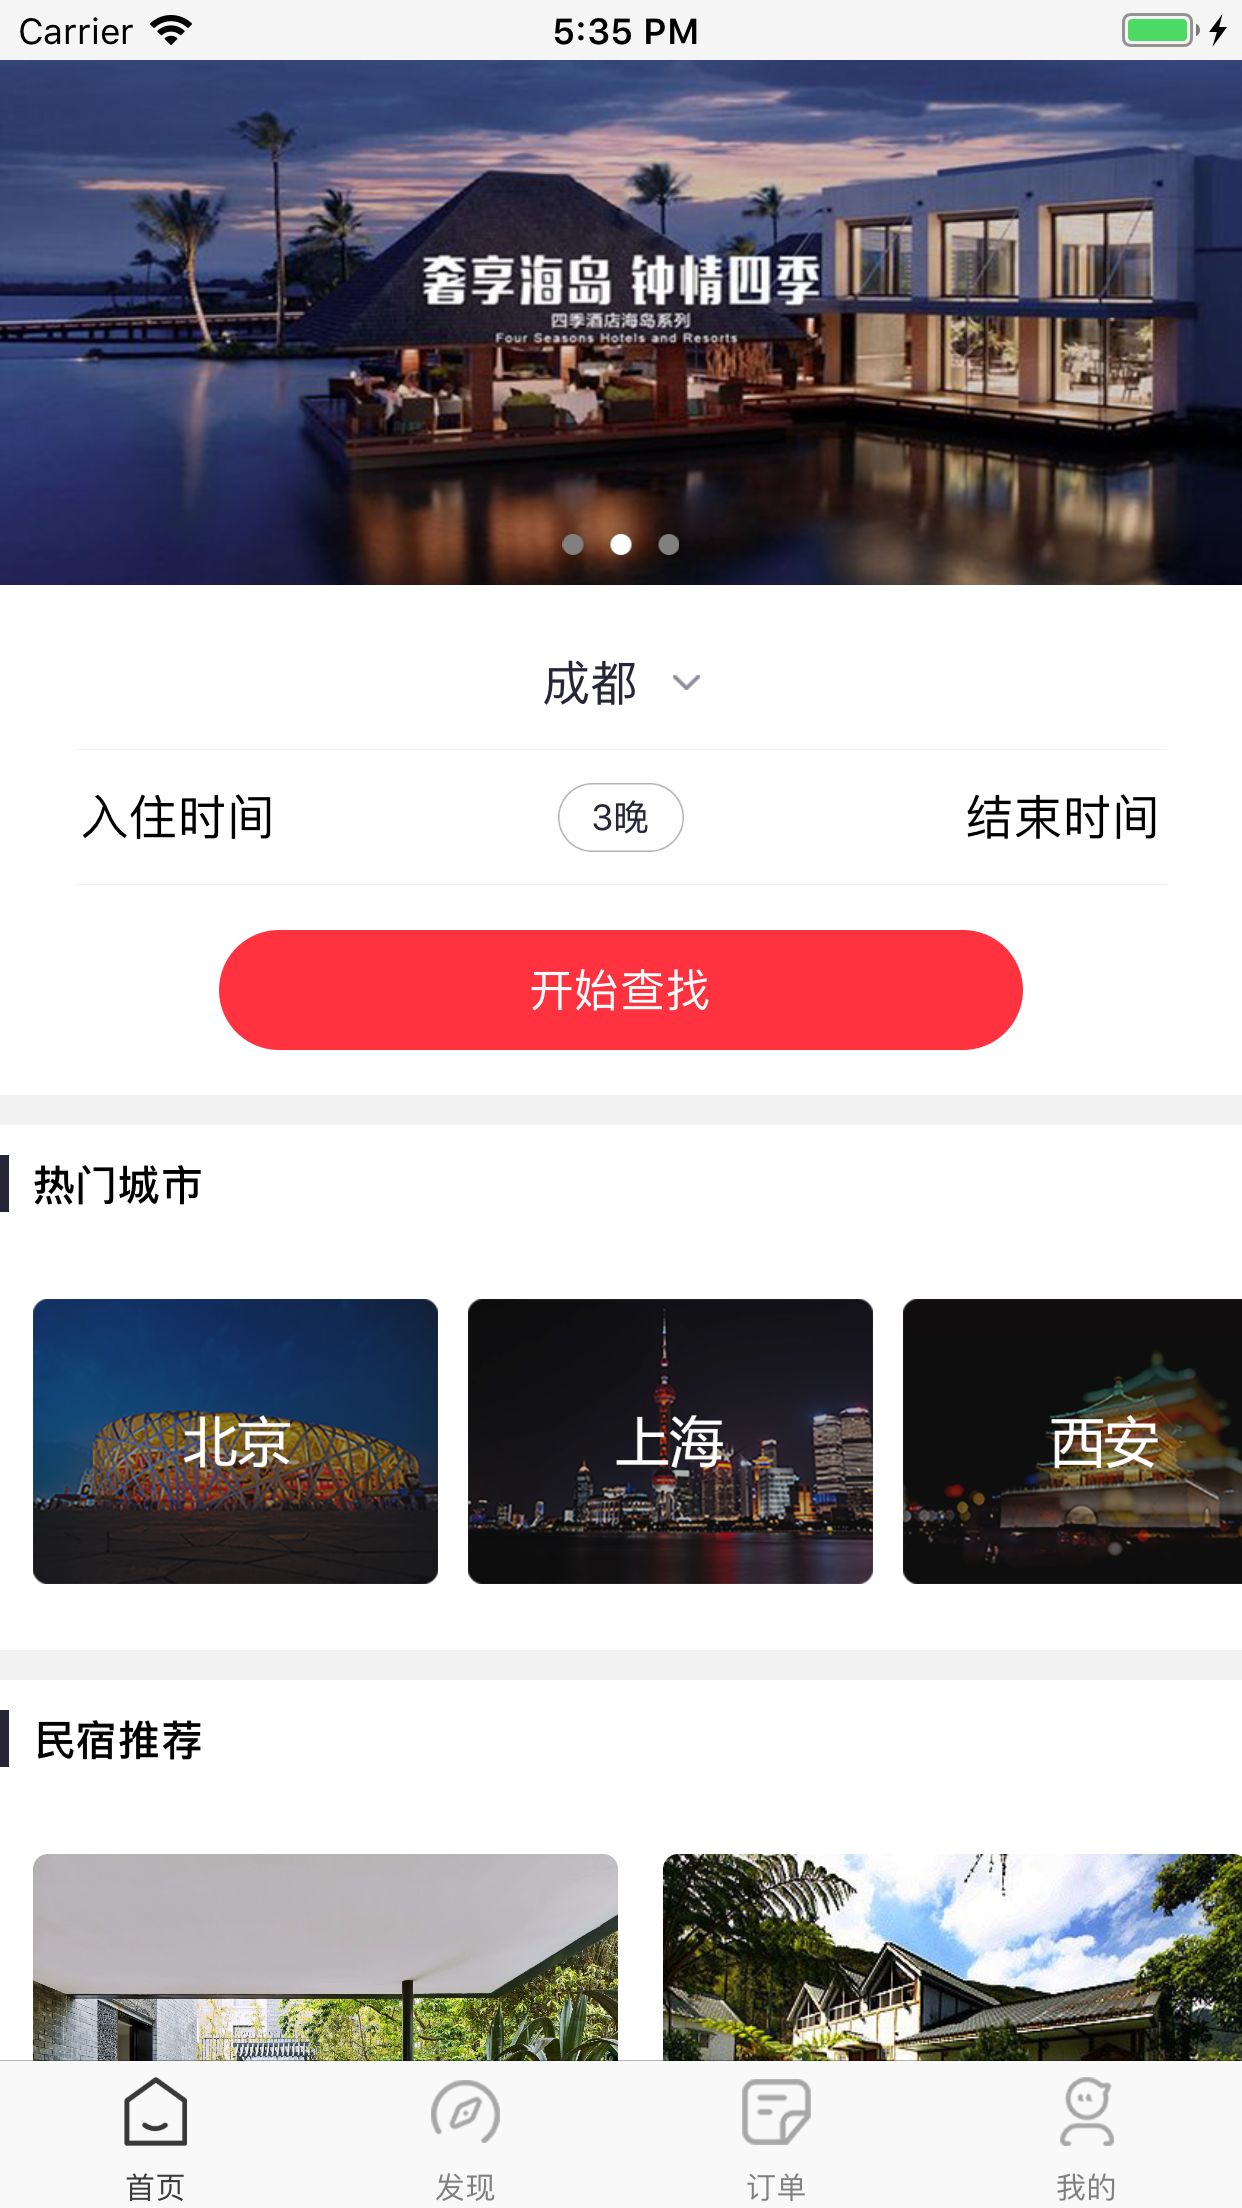 Carrier
5:35 PM
奢享海岛 钟情四季
四季酒店海岛系列
Four Seasons Hotels and Resorts
成都
入住时间
3晚
结束时间
开始查找
热门城市
北京
上海
西安
民宿推荐
首页
发现
订单
我的